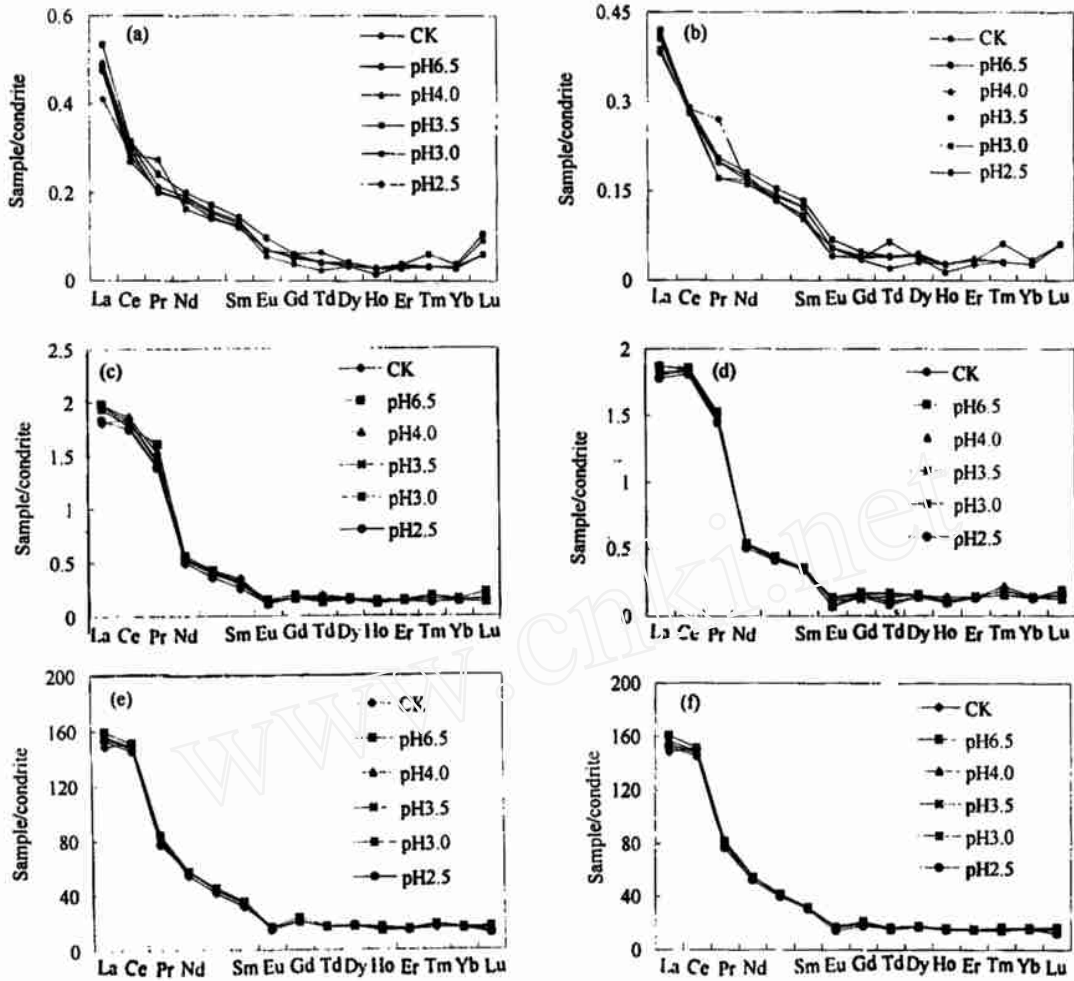 0.6
(a)
CK
pH6.5
pH4.0
pH3.5
pH3.0
pH2.5
0.4
0.2
0
Sample/condrite
La Ce Pr Nd Sm Eu Gd Td Dy Ho Er Tm Yb Lu
0.45
(b)
CK
pH6.5
pH4.0
pH3.5
pH3.0
pH2.5
0.3
0.15
0
Sample/condrite
La Ce Pr Nd Sm Eu Gd Td Dy Ho Er Tm Yb Lu
2.5
(c)
CK
pH6.5
pH4.0
pH3.5
pH3.0
pH2.5
2
1.5
1
0.5
0
Sample/condrite
La Ce Pr Nd Sm Eu Gd Td Dy Ho Er Tm Yb Lu
2
(d)
CK
pH6.5
pH4.0
pH3.5
pH3.0
pH2.5
1.5
1
0.5
0
Sample/condrite
La Ce Pr Nd Sm Eu Gd Td Dy Ho Er Tm Yb Lu
200
(e)
CK
pH6.5
pH4.0
pH3.5
pH3.0
pH2.5
160
120
80
40
0
Sample/condrite
La Ce Pr Nd Sm Eu Gd Td Dy Ho Er Tm Yb Lu
200
(f)
CK
pH6.5
pH4.0
pH3.5
pH3.0
pH2.5
160
120
80
40
0
Sample/condrite
La Ce Pr Nd Sm Eu Gd Td Dy Ho Er Tm Yb Lu
www.cnki.net